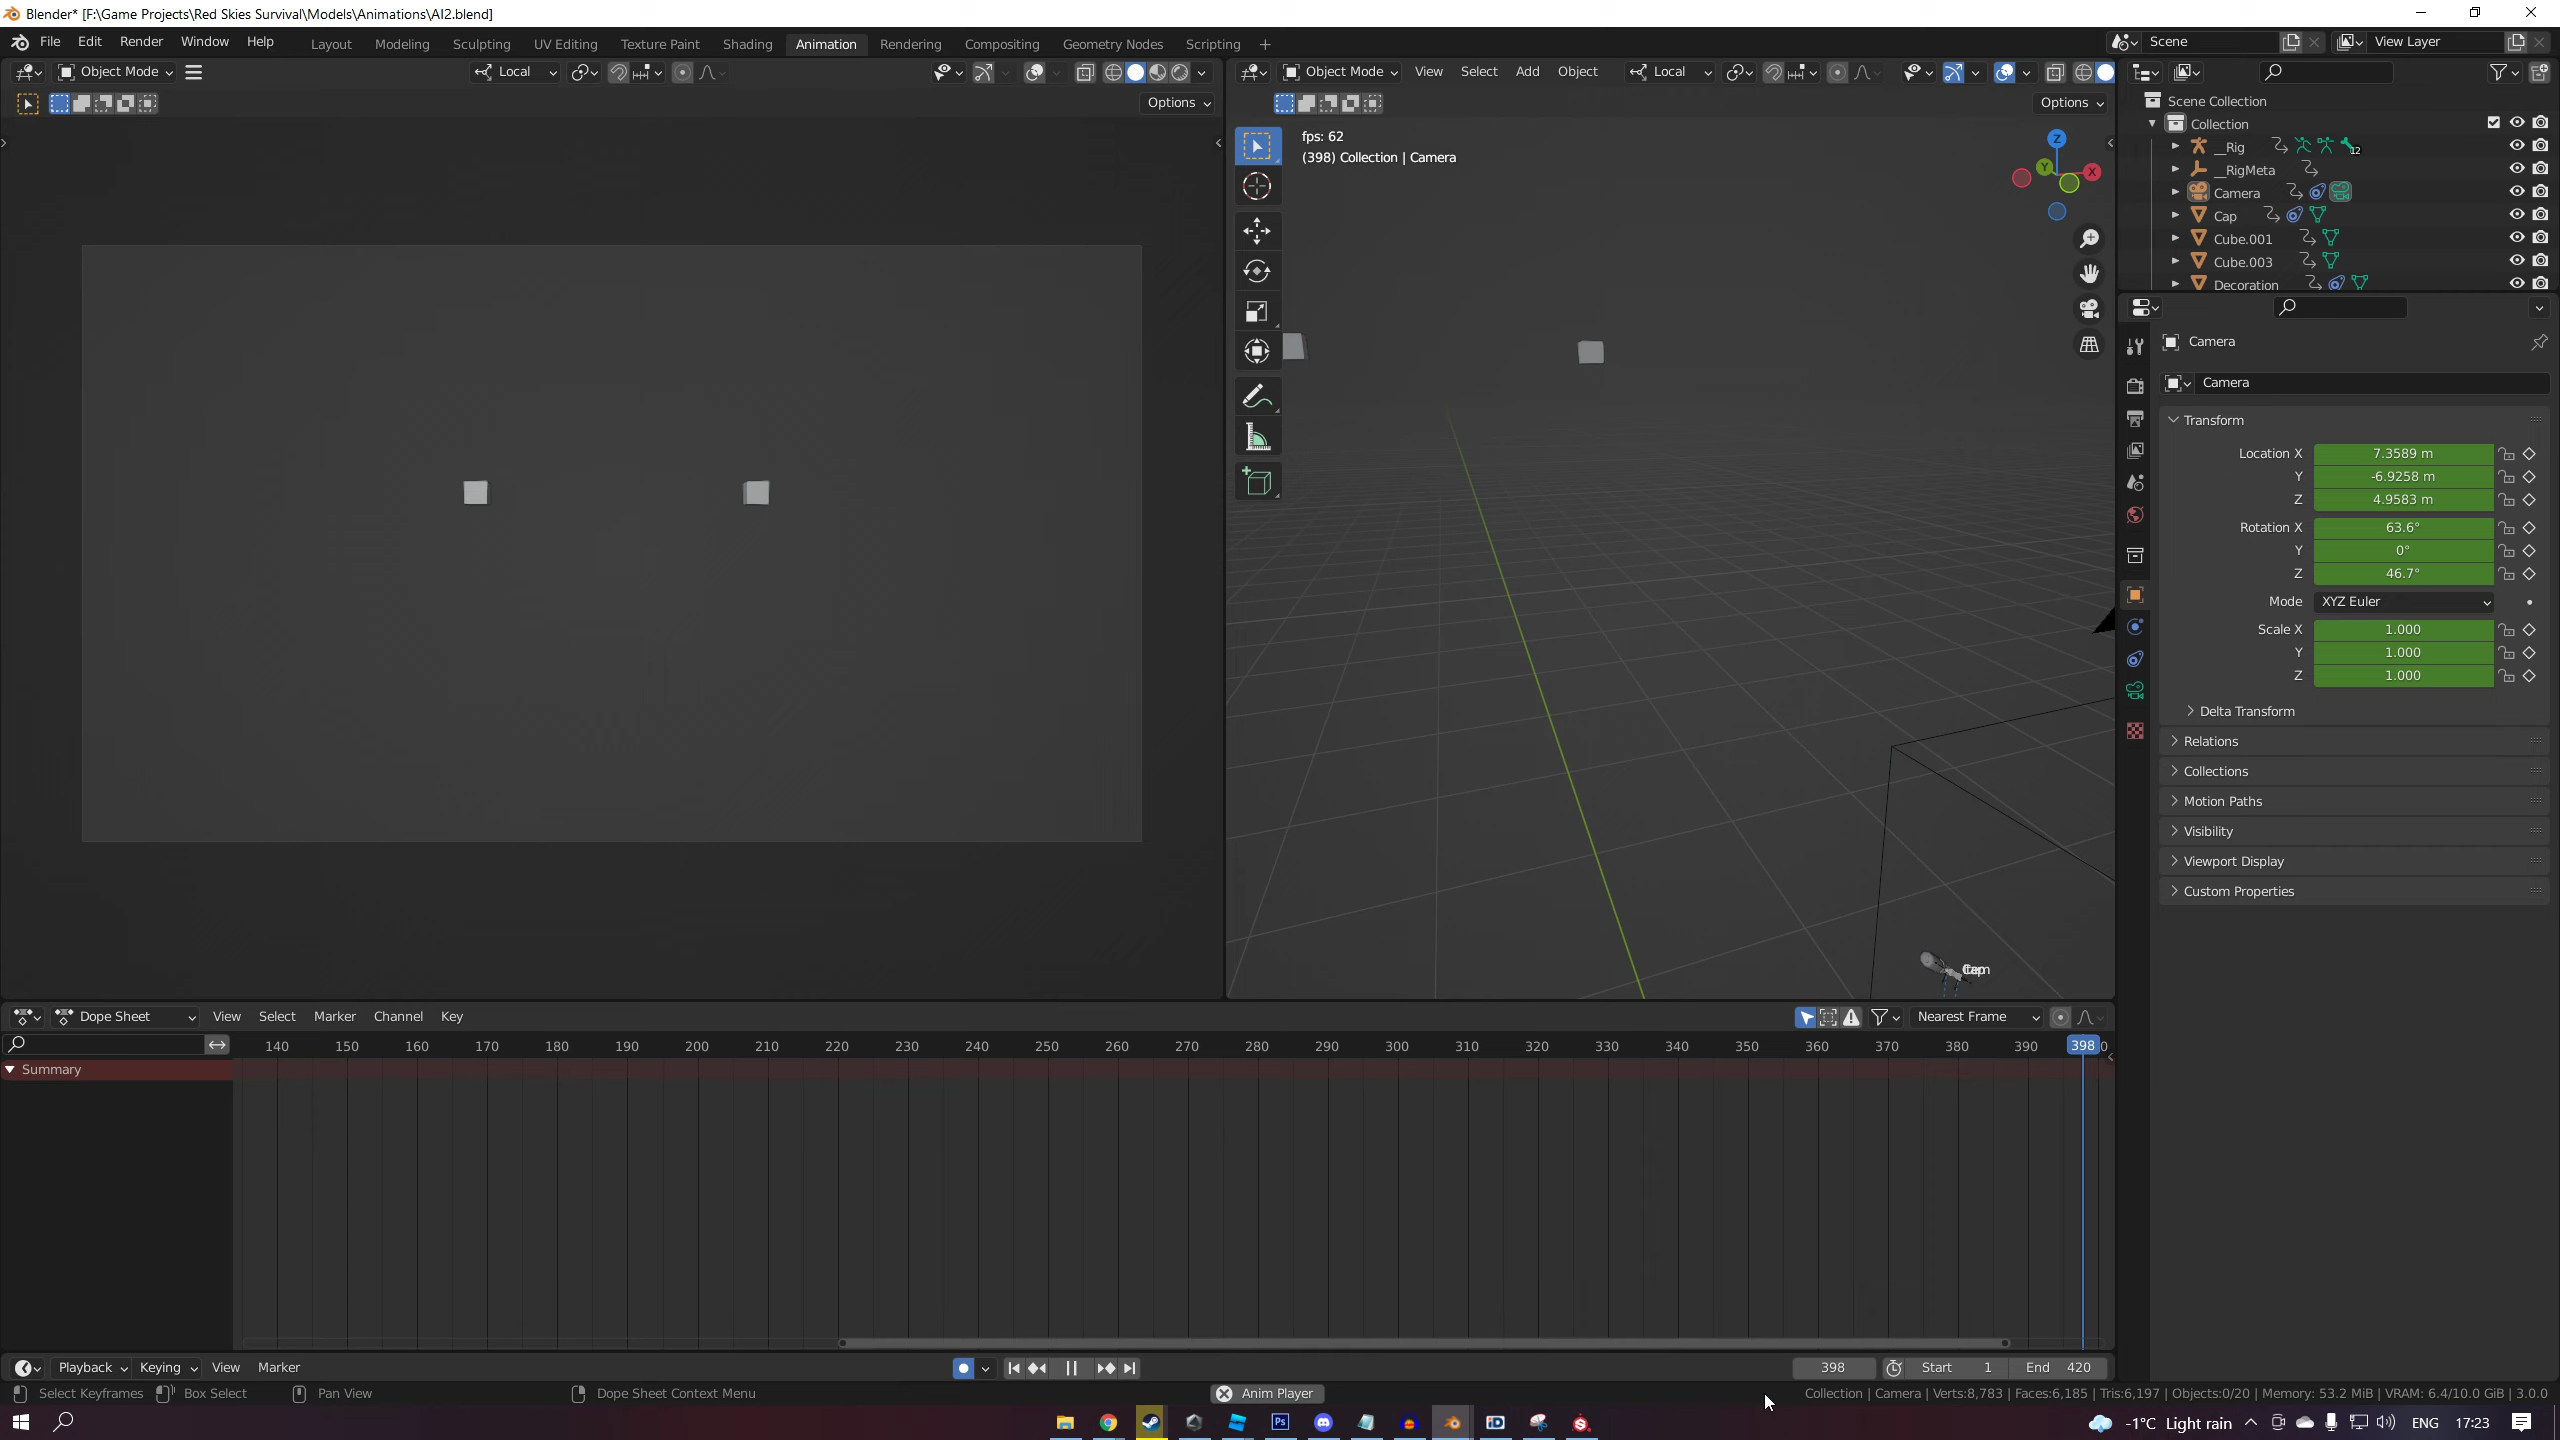 Blender* [F:\Game Projects\Red Skies Survival\Models\Animations\AI2.blend]
File Edit Render Window Help Layout Modeling Sculpting UV Editing Texture Paint Shading Animation Rendering Compositing Geometry Nodes Scripting + Scene View Layer
Object Mode Local Object Mode View Select Add Object Local
Options Options
Scene Collection
Collection
__Rig 12
__RigMeta
Camera
Cap
Cube.001
Cube.003
Decoration
fps: 62
(398) Collection | Camera
Z
Y
X
Camera
Camera
Transform
Location X 7.3589 m
Y -6.9258 m
Z 4.9583 m
Rotation X 63.6°
Y 0°
Z 46.7°
Mode XYZ Euler
Scale X 1.000
Y 1.000
Z 1.000
Delta Transform
Relations
Collections
Motion Paths
Visibility
Viewport Display
Custom Properties
Dope Sheet View Select Marker Channel Key Nearest Frame
140 150 160 170 180 190 200 210 220 230 240 250 260 270 280 290 300 310 320 330 340 350 360 370 380 390 398 0
Summary
Playback Keying View Marker 398 Start 1 End 420
Select Keyframes Box Select Pan View Dope Sheet Context Menu Anim Player Collection | Camera | Verts:8,783 | Faces:6,185 | Tris:6,197 | Objects:0/20 | Memory: 53.2 MiB | VRAM: 6.4/10.0 GiB | 3.0.0
Ps iD S -1°C Light rain ENG 17:23